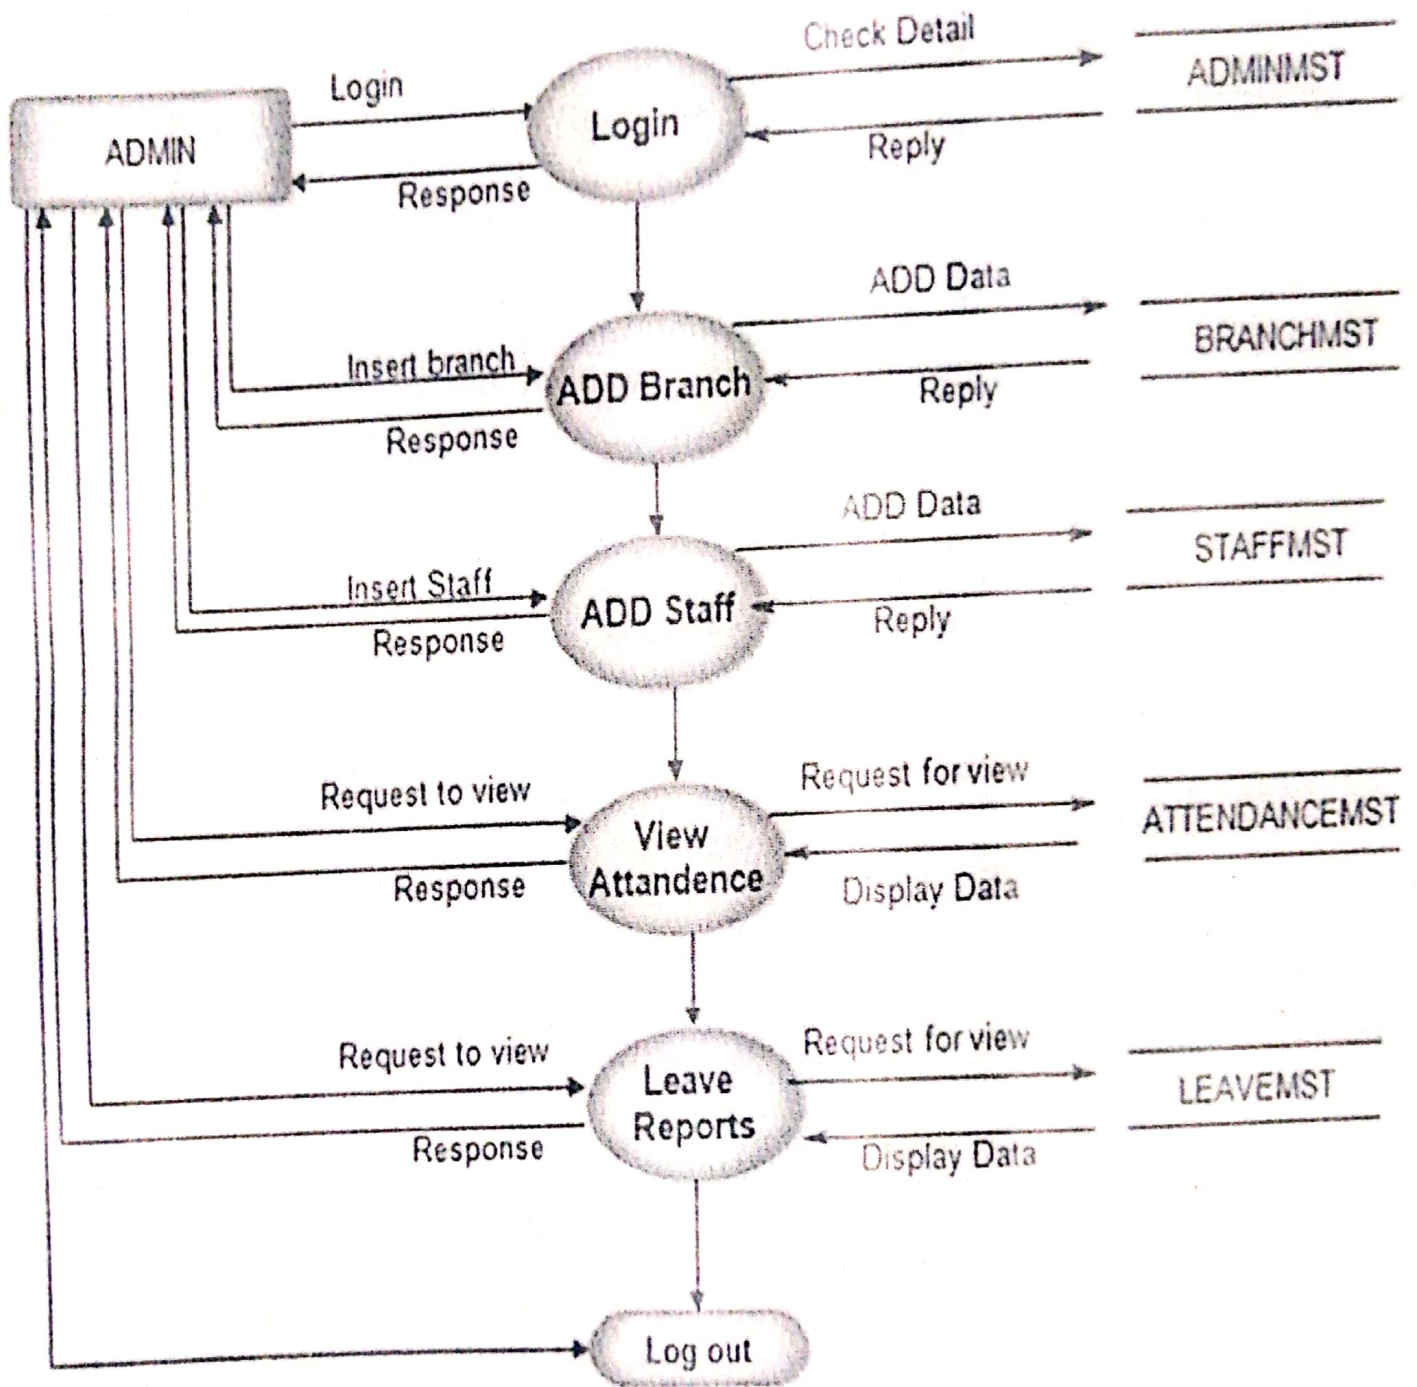 Check Detail
ADMINMST
Login
Login
ADMIN
Reply
Response
ADD Data
BRANCHMST
Insert branch
ADD Branch
Reply
Response
ADD Data
STAFFMST
Insert Staff
ADD Staff
Reply
Response
Request to view
Request for view
ATTENDANCEMST
View
Attandence
Response
Display Data
Request to view
Request for view
LEAVEMST
Leave
Reports
Response
Display Data
Log out